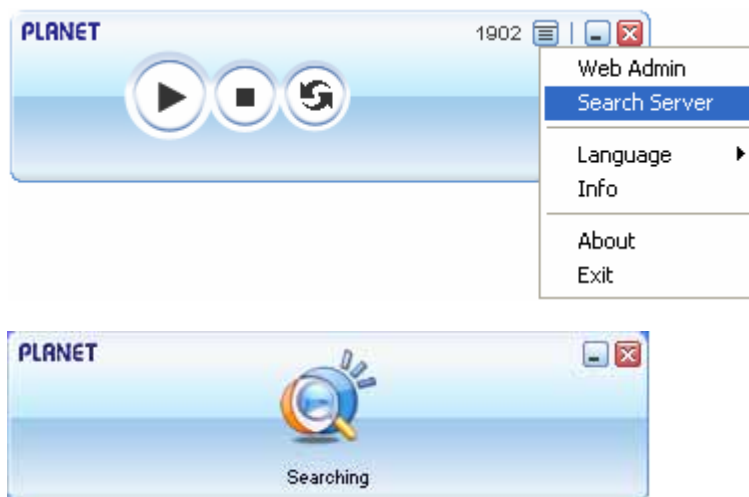 PLANET 1902
Web Admin
Search Server
Language
Info
About
Exit
PLANET
Searching